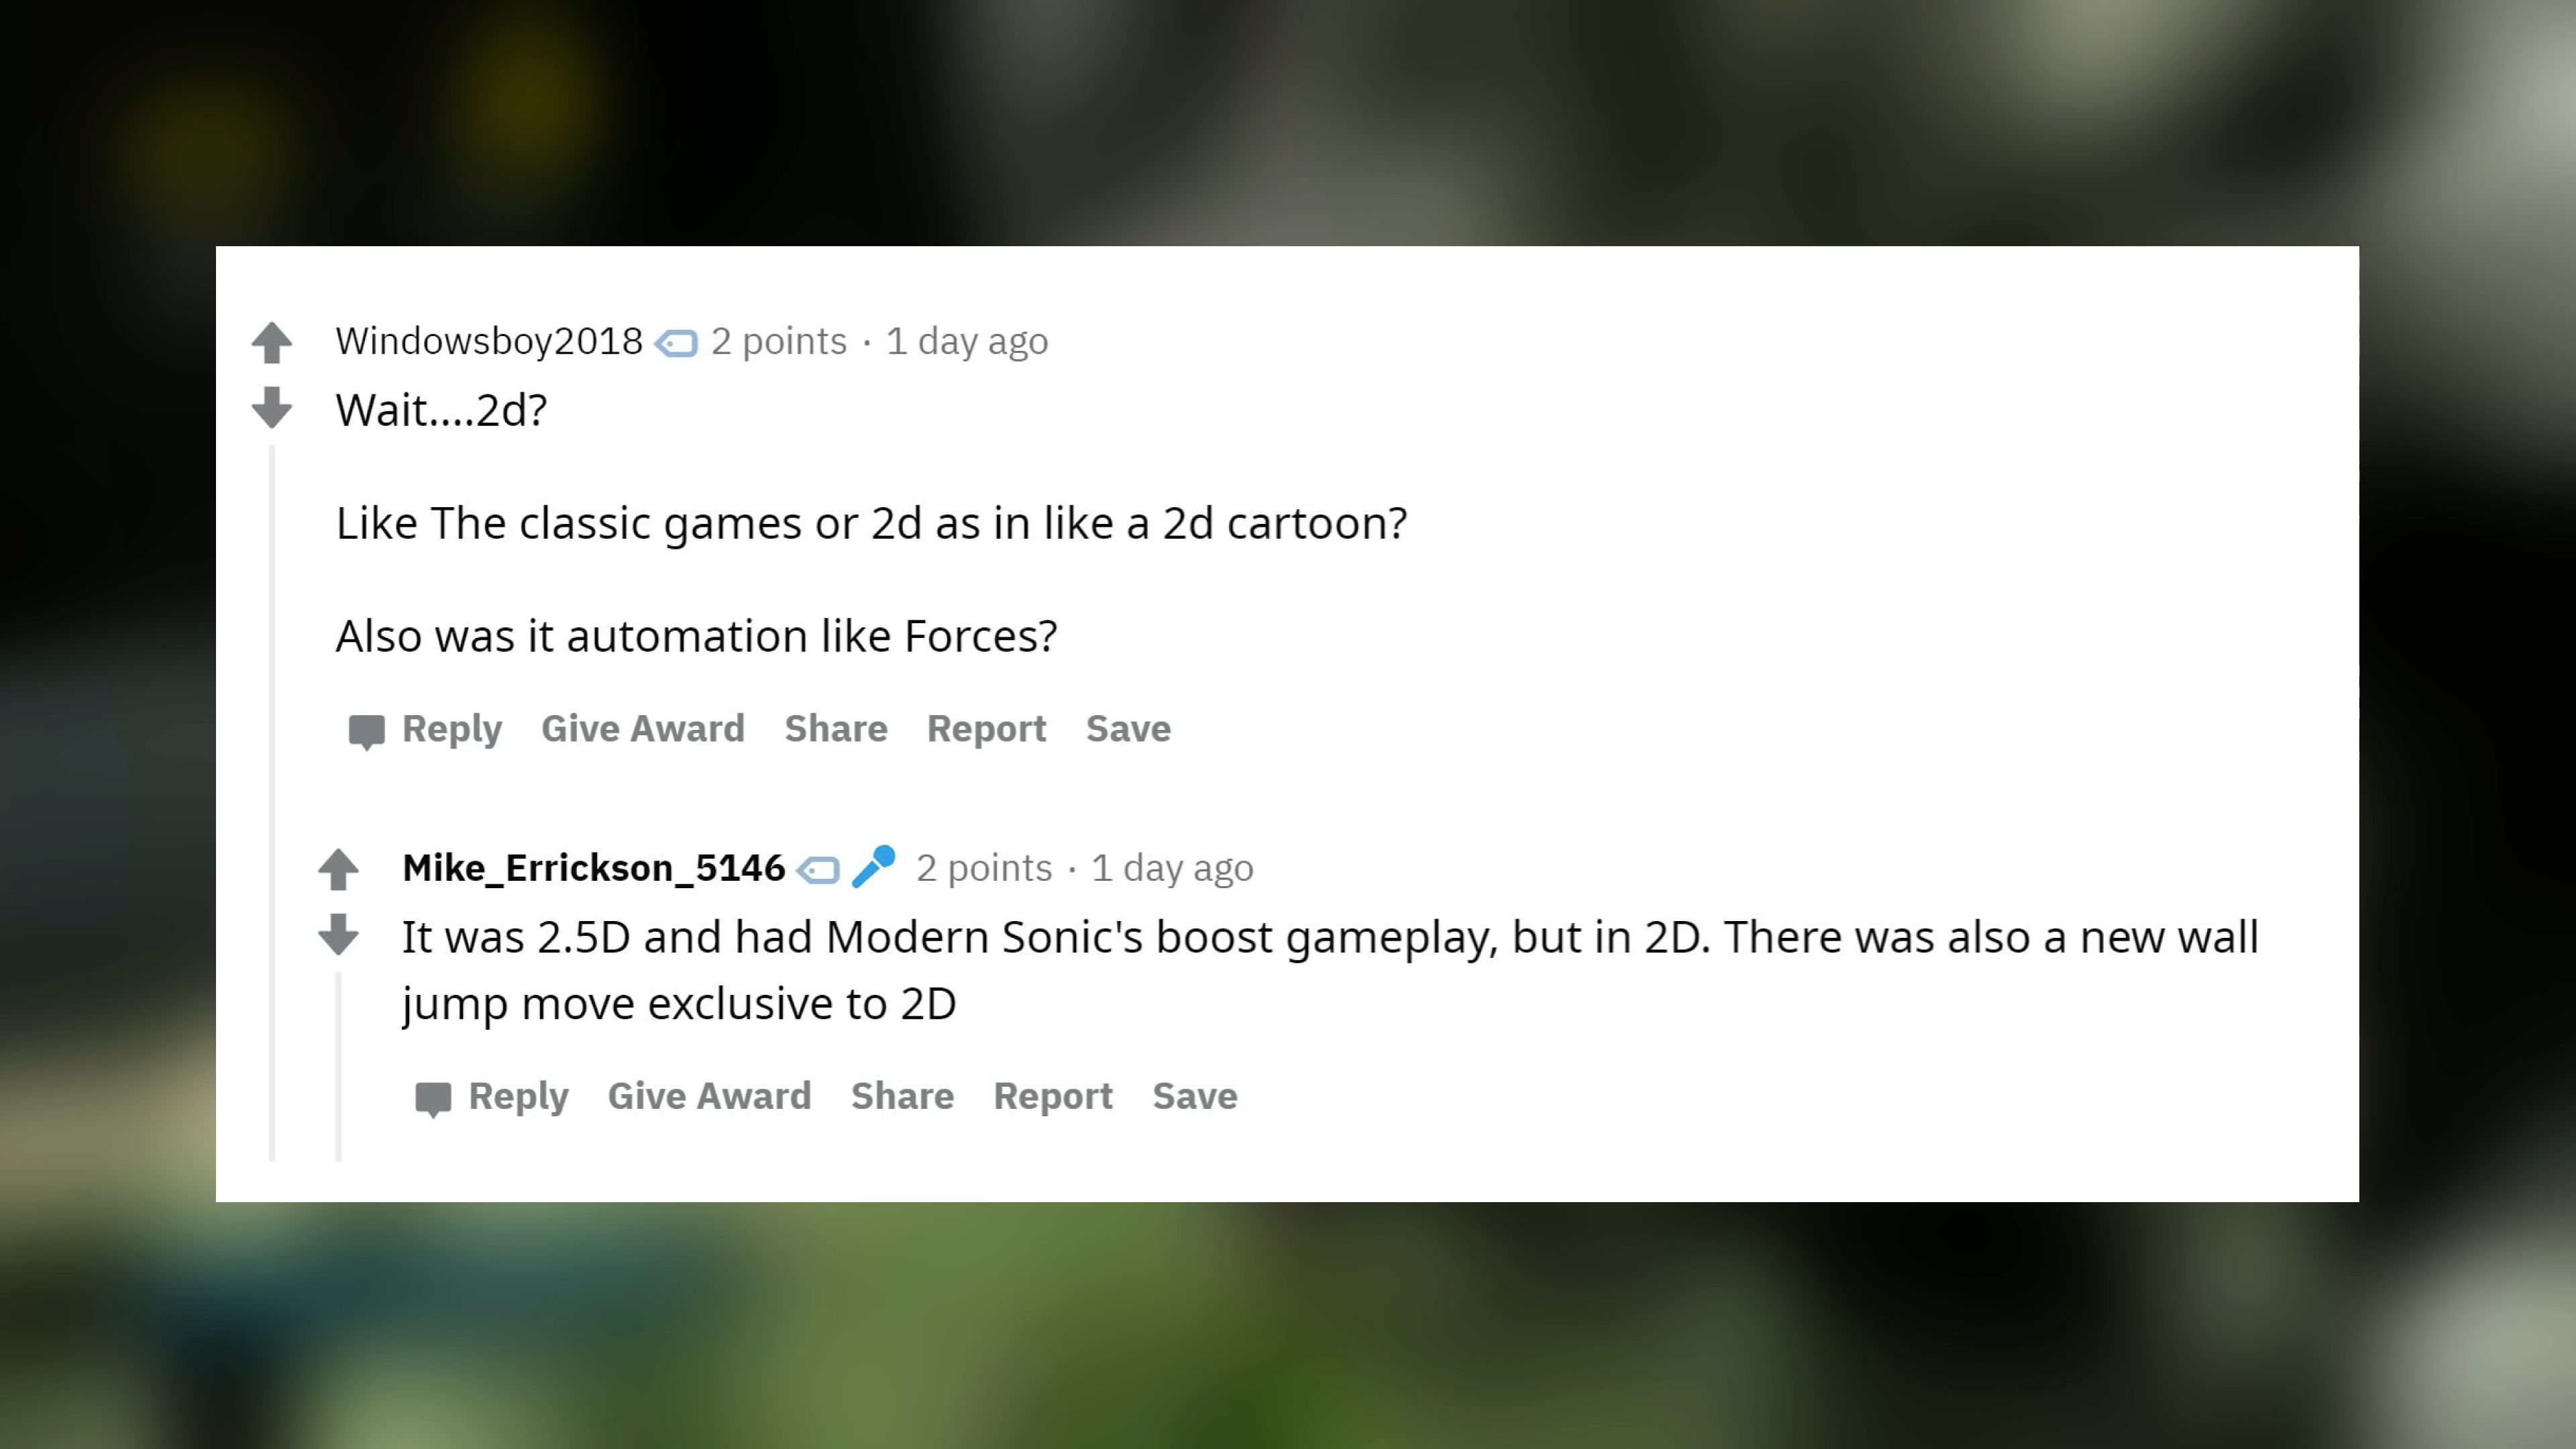 Windowsboy2018 2 points · 1 day ago
Wait....2d?
Like The classic games or 2d as in like a 2d cartoon?
Also was it automation like Forces?
Reply Give Award Share Report Save
Mike_Errickson_5146 2 points · 1 day ago
It was 2.5D and had Modern Sonic's boost gameplay, but in 2D. There was also a new wall
jump move exclusive to 2D
Reply Give Award Share Report Save